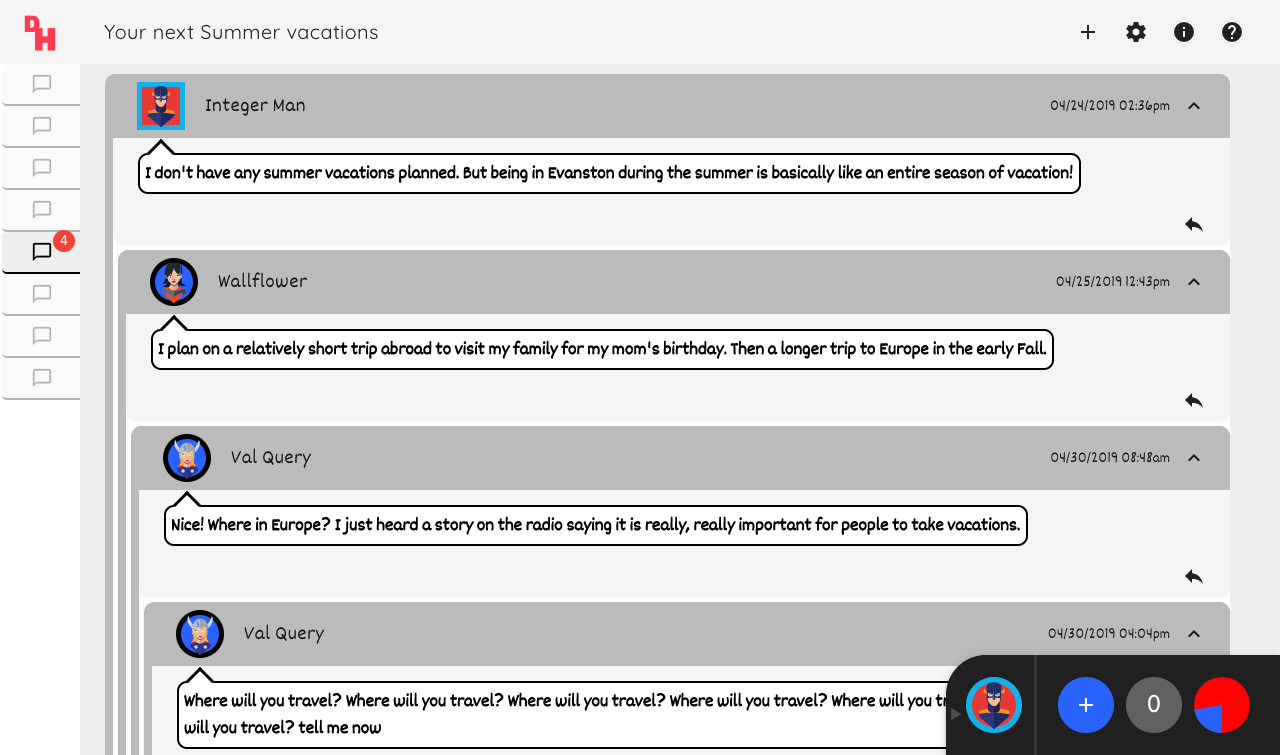 DH
Your next Summer vacations
4
Integer Man
04/24/2019 02:36pm
I don't have any summer vacations planned. But being in Evanston during the summer is basically like an entire season of vacation!
Wallflower
04/25/2019 12:43pm
I plan on a relatively short trip abroad to visit my family for my mom's birthday. Then a longer trip to Europe in the early Fall.
Val Query
04/30/2019 08:48am
Nice! Where in Europe? I just heard a story on the radio saying it is really, really important for people to take vacations.
Val Query
04/30/2019 04:04pm
Where will you travel? Where will you travel? Where will you travel? Where will you travel? Where will you
will you travel? tell me now
0